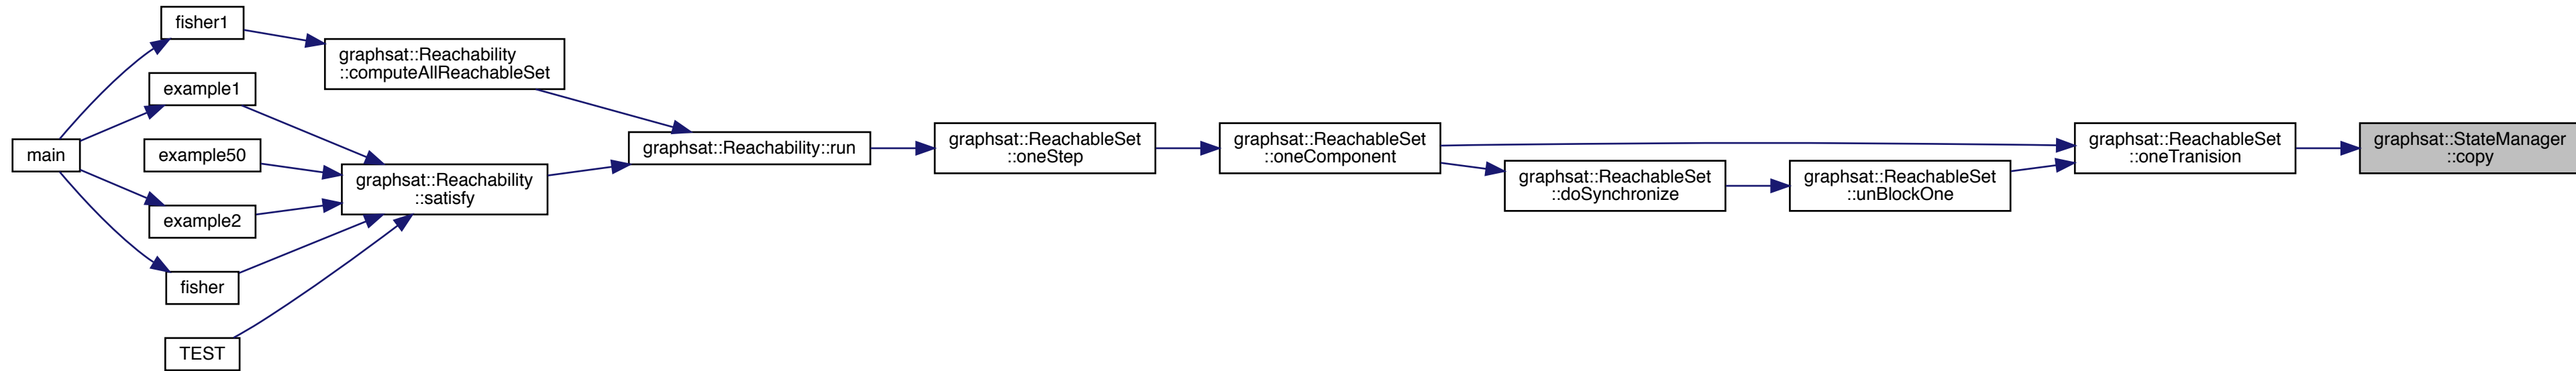 fisher1
graphsat::Reachability
::computeAllReachableSet
example1
main
example50
graphsat::Reachability
::satisfy
example2
fisher
TEST
graphsat::Reachability::run
graphsat::ReachableSet
::oneStep
graphsat::ReachableSet
::oneComponent
graphsat::ReachableSet
::doSynchronize
graphsat::ReachableSet
::unBlockOne
graphsat::ReachableSet
::oneTranision
graphsat::StateManager
::copy